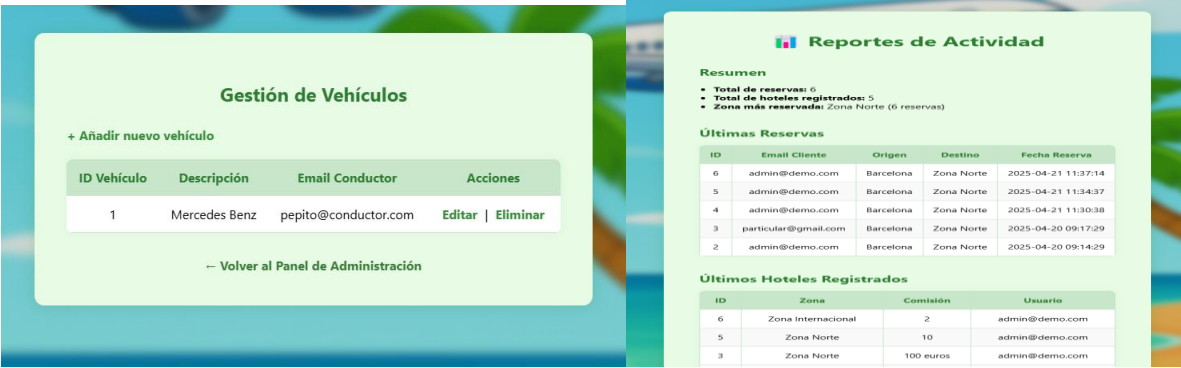 Gestión de Vehículos
+ Añadir nuevo vehículo
ID Vehículo Descripción Email Conductor Acciones
1 Mercedes Benz pepito@conductor.com Editar | Eliminar
← Volver al Panel de Administración
Reportes de Actividad
Resumen
• Total de reservas: 6
• Total de hoteles registrados: 5
• Zona más reservada: Zona Norte (6 reservas)
Últimas Reservas
ID Email Cliente Origen Destino Fecha Reserva
6 admin@demo.com Barcelona Zona Norte 2025-04-21 11:37:14
5 admin@demo.com Barcelona Zona Norte 2025-04-21 11:34:37
4 admin@demo.com Barcelona Zona Norte 2025-04-21 11:30:38
3 particular@gmail.com Barcelona Zona Norte 2025-04-20 09:17:29
2 admin@demo.com Barcelona Zona Norte 2025-04-20 09:14:29
Últimos Hoteles Registrados
ID Zona Comisión Usuario
6 Zona Internacional 2 admin@demo.com
5 Zona Norte 10 admin@demo.com
3 Zona Norte 100 euros admin@demo.com